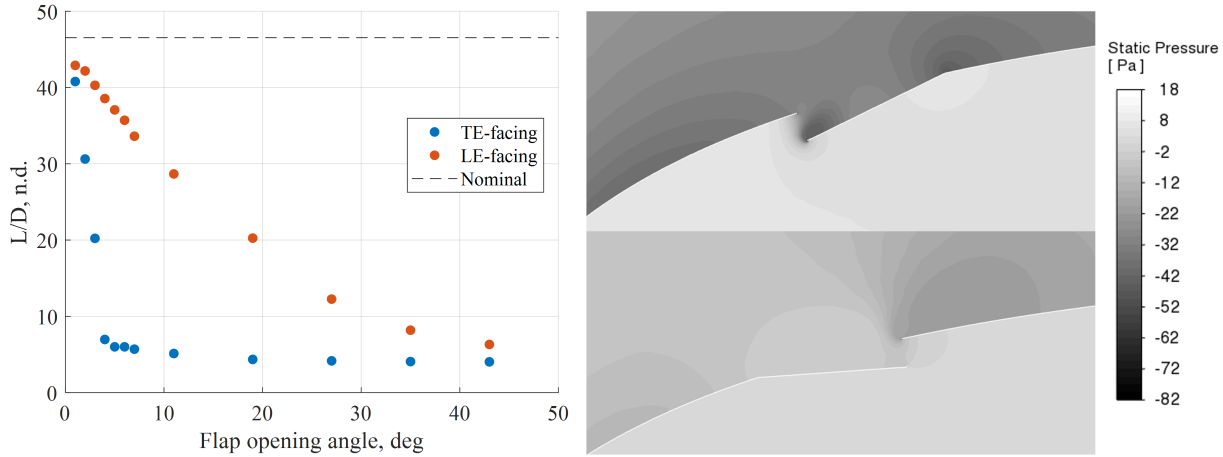 50
40
30
20
10
0
L/D, n.d.
0 10 20 30 40 50
Flap opening angle, deg
TE-facing
LE-facing
Nominal
Static Pressure
[ Pa ]
18
8
-2
-12
-22
-32
-42
-52
-62
-72
-82